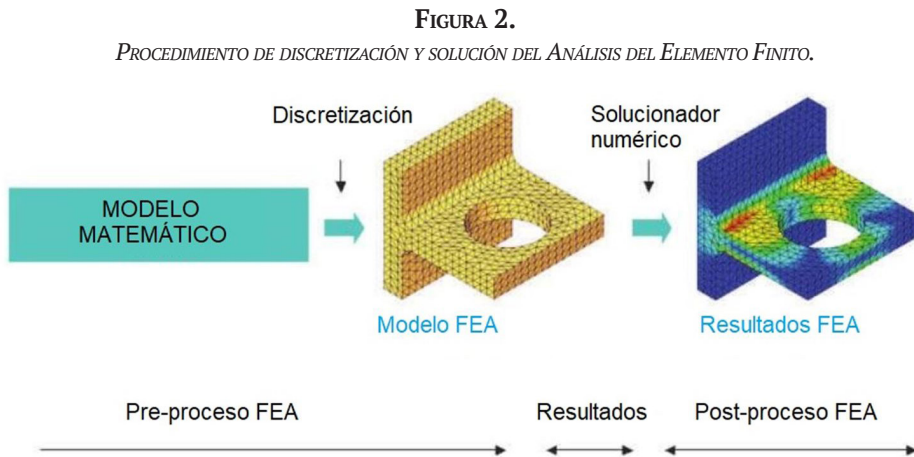 FIGURA 2.
PROCEDIMIENTO DE DISCRETIZACIÓN Y SOLUCIÓN DEL ANÁLISIS DEL ELEMENTO FINITO.
Discretización
Solucionador
numérico
MODELO
MATEMÁTICO
Modelo FEA
Resultados FEA
Pre-proceso FEA
Resultados
Post-proceso FEA